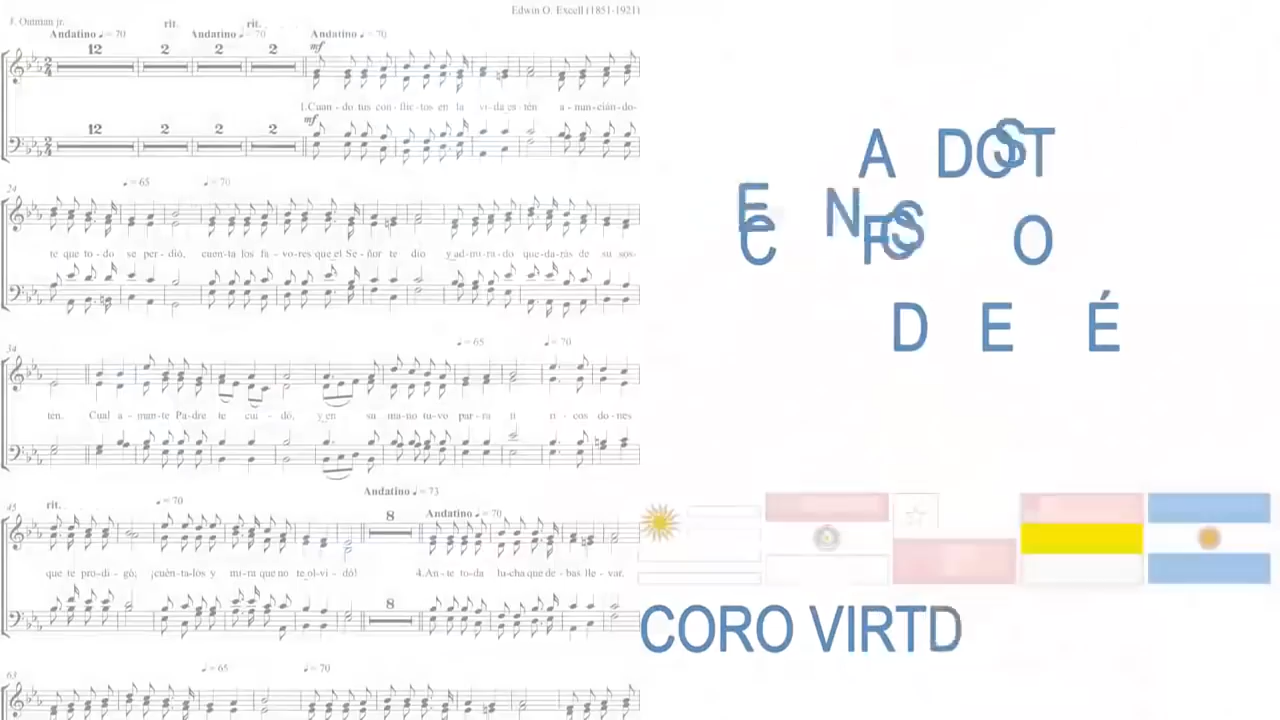 Edwin O. Excell (1851-1921)
J. Oatman jr.
rit. rit.
Andatino ♩= 70 Andatino ♩= 70 Andatino ♩= 70
12 2 2 2 mf
1.Cuan - do tus con - flic - tos en la vi - da es - tén a - nun - cián - do-
mf
12 2 2 2
♩= 65 ♩= 70
24
te que to - do se per - dió, cuen - ta los fa - vo - res que el Se - ñor te dio y ad - mi - ra - do que - da - rás de su sos-
♩= 65 ♩= 70
34
ten. Cual a - man - te Pa - dre te cui - dó, y en su ma - no tu - vo pa - ra ti ri - cos do - nes
Andatino ♩= 73
45 rit. ♩= 70 8 Andatino ♩= 70
que te pro - di - gó; ¡cuén - ta - los y mi - ra que no te ol - vi - dó! 4.An - te to - da lu - cha que de - bas lle - var.
8
♩= 65 ♩= 70
63
A DOST
S
E N S
C F O O
D E É
CORO VIRTD